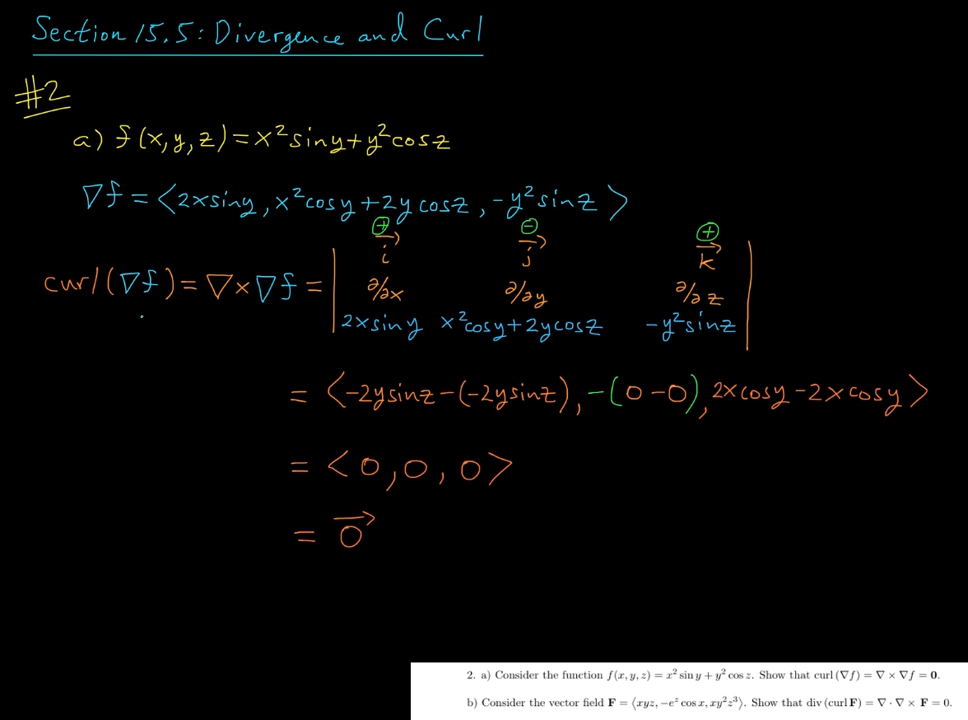 Section 15.5: Divergence and Curl
#2
a) f(x,y,z)=x²siny+y²cosz
∇f=⟨2xsiny, x²cosy+2ycosz, -y²sinz⟩
⊕ ⊖ ⊕
i⃗ j⃗ k⃗
curl(∇f)=∇×∇f= ∂/∂x ∂/∂y ∂/∂z
2xsiny x²cosy+2ycosz -y²sinz
=⟨-2ysinz-(-2ysinz), -(0-0), 2xcosy-2xcosy⟩
=⟨0,0,0⟩
=0⃗
2. a) Consider the function f(x, y, z) = x² sin y + y² cos z. Show that curl (∇f) = ∇ × ∇f = 0.
b) Consider the vector field F = ⟨xyz, −eᶻ cos x, xy²z³⟩. Show that div (curl F) = ∇ · ∇ × F = 0.